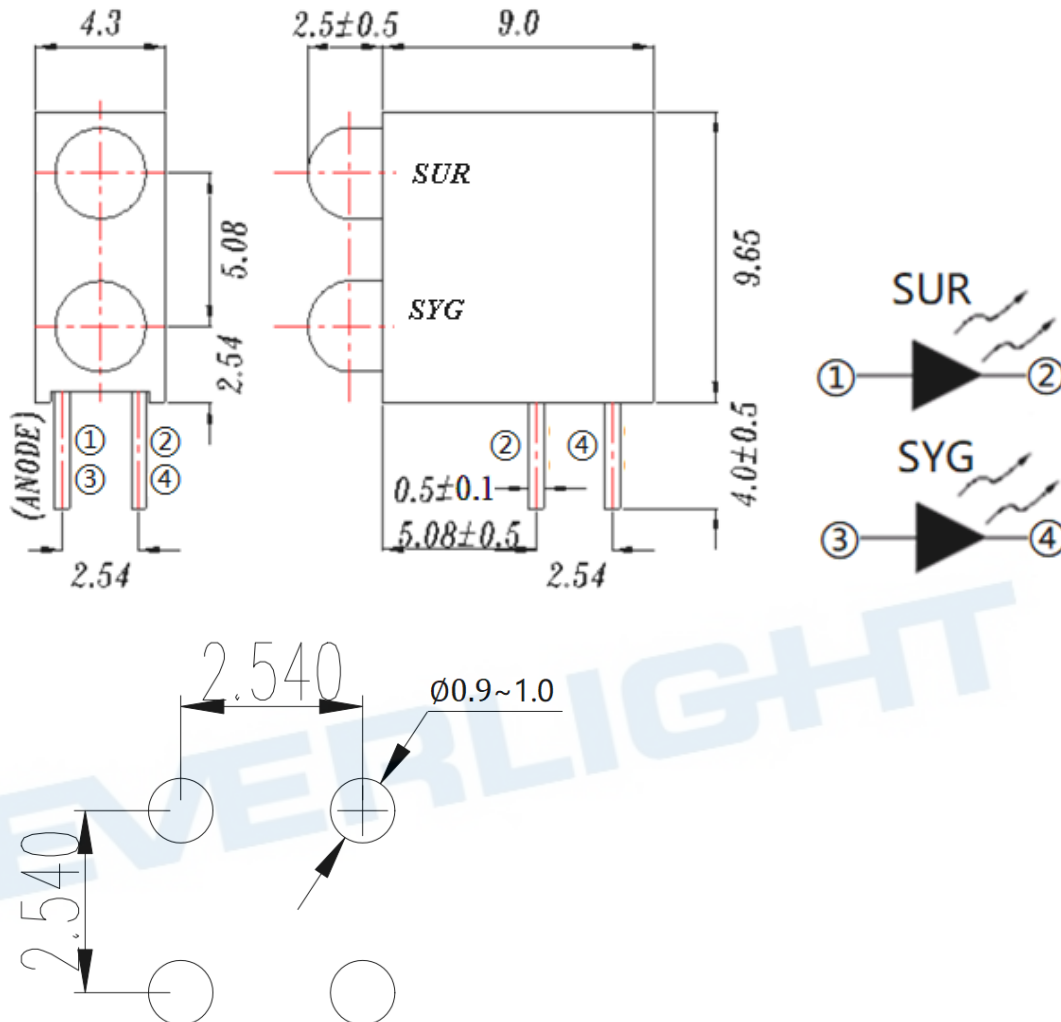 4.3
2.5±0.5
9.0
SUR
5.08
9.65
SYG
2.54
SUR
① ②
(ANODE)
① ②
③ ④
② ④
4.0±0.5
SYG
③ ④
0.5±0.1
5.08±0.5
2.54
2.54
2.540
Ø0.9~1.0
2.540
EVERLIGHT